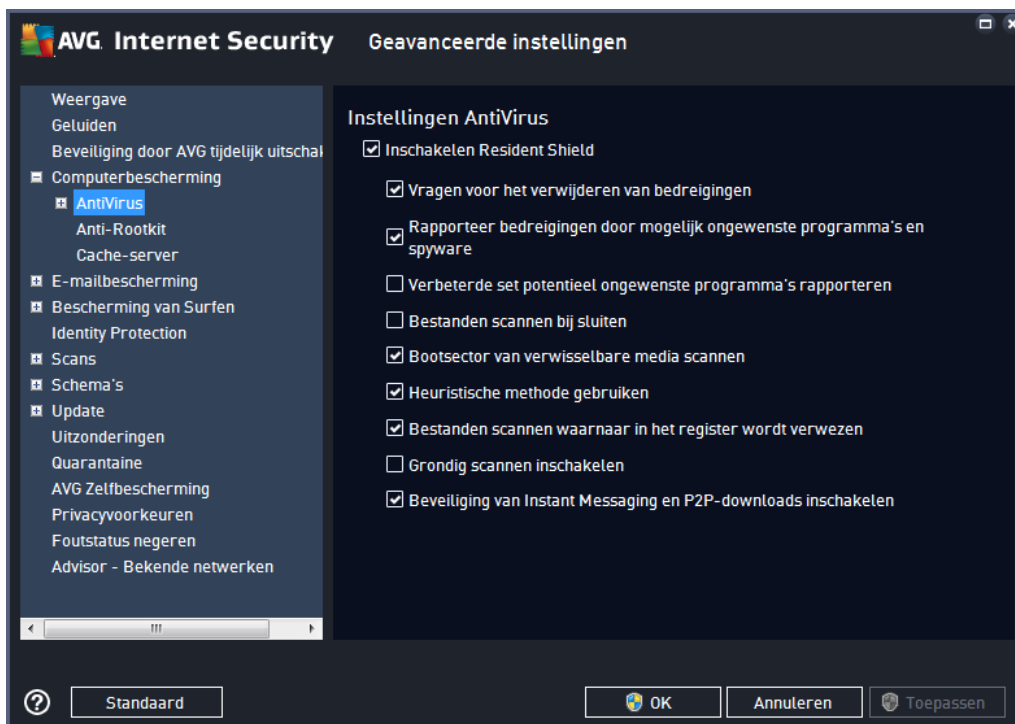 AVG. Internet Security
Geavanceerde instellingen
Weergave
Geluiden
Beveiliging door AVG tijdelijk uitschak
Computerbescherming
AntiVirus
Anti-Rootkit
Cache-server
E-mailbescherming
Bescherming van Surfen
Identity Protection
Scans
Schema's
Update
Uitzonderingen
Quarantaine
AVG Zelfbescherming
Privacyvoorkeuren
Foutstatus negeren
Advisor - Bekende netwerken
Instellingen AntiVirus
Inschakelen Resident Shield
Vragen voor het verwijderen van bedreigingen
Rapporteer bedreigingen door mogelijk ongewenste programma's en
spyware
Verbeterde set potentieel ongewenste programma's rapporteren
Bestanden scannen bij sluiten
Bootsector van verwisselbare media scannen
Heuristische methode gebruiken
Bestanden scannen waarnaar in het register wordt verwezen
Grondig scannen inschakelen
Beveiliging van Instant Messaging en P2P-downloads inschakelen
? Standaard
OK
Annuleren
Toepassen